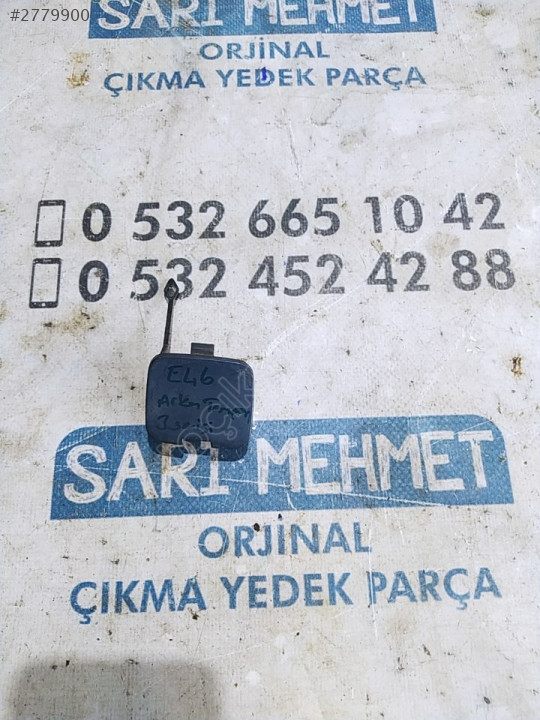 #2779900
SARI MEHMET
ORJİNAL
ÇIKMA YEDEK PARÇA
0 532 665 10 42
0 532 452 42 88
E46
3
SARI MEHMET
ORJİNAL
ÇIKMA YEDEK PARÇA